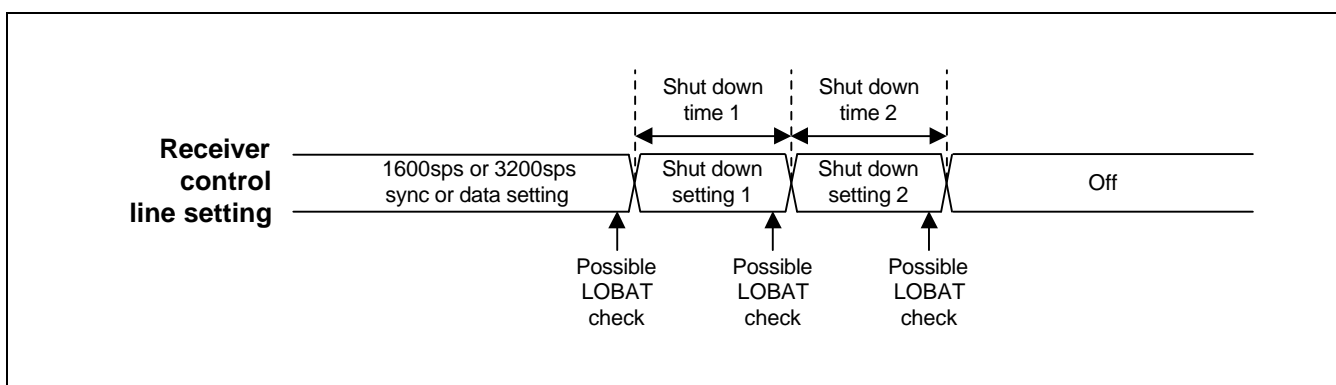 Shut down
time 1
Shut down
time 2
Receiver
control
line setting
1600sps or 3200sps
sync or data setting
Shut down
setting 1
Shut down
setting 2
Off
Possible
LOBAT
check
Possible
LOBAT
check
Possible
LOBAT
check